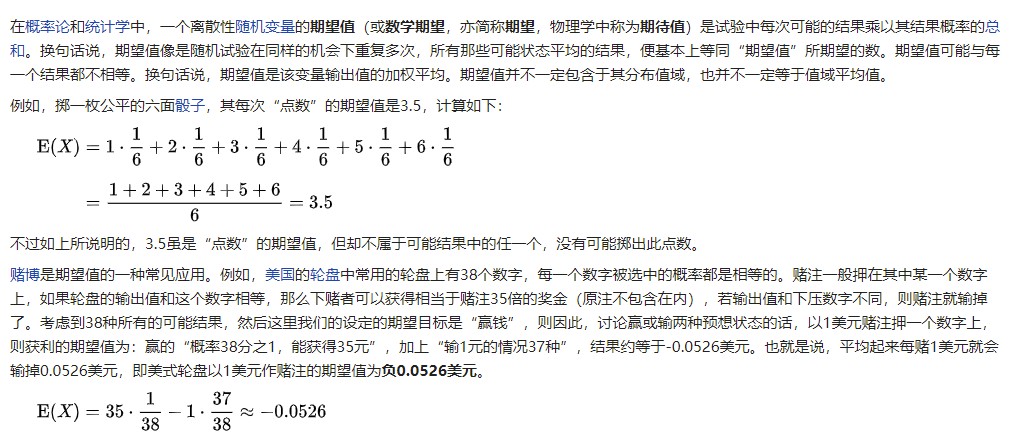 在概率论和统计学中，一个离散性随机变量的期望值（或数学期望，亦简称期望，物理学中称为期待值）是试验中每次可能的结果乘以其结果概率的总
和。换句话说，期望值像是随机试验在同样的机会下重复多次，所有那些可能状态平均的结果，便基本上等同“期望值”所期望的数。期望值可能与每
一个结果都不相等。换句话说，期望值是该变量输出值的加权平均。期望值并不一定包含于其分布值域，也并不一定等于值域平均值。
例如，掷一枚公平的六面骰子，其每次“点数”的期望值是3.5，计算如下：
E(X) = 1 · 1/6 + 2 · 1/6 + 3 · 1/6 + 4 · 1/6 + 5 · 1/6 + 6 · 1/6
= (1 + 2 + 3 + 4 + 5 + 6)/6 = 3.5
不过如上所说明的，3.5虽是“点数”的期望值，但却不属于可能结果中的任一个，没有可能掷出此点数。
赌博是期望值的一种常见应用。例如，美国的轮盘中常用的轮盘上有38个数字，每一个数字被选中的概率都是相等的。赌注一般押在其中某一个数字
上，如果轮盘的输出值和这个数字相等，那么下赌者可以获得相当于赌注35倍的奖金（原注不包含在内），若输出值和下压数字不同，则赌注就输掉
了。考虑到38种所有的可能结果，然后这里我们的设定的期望目标是“赢钱”，则因此，讨论赢或输两种预想状态的话，以1美元赌注押一个数字上，
则获利的期望值为：赢的“概率38分之1，能获得35元”，加上“输1元的情况37种”，结果约等于-0.0526美元。也就是说，平均起来每赌1美元就会
输掉0.0526美元，即美式轮盘以1美元作赌注的期望值为负0.0526美元。
E(X) = 35 · 1/38 − 1 · 37/38 ≈ −0.0526